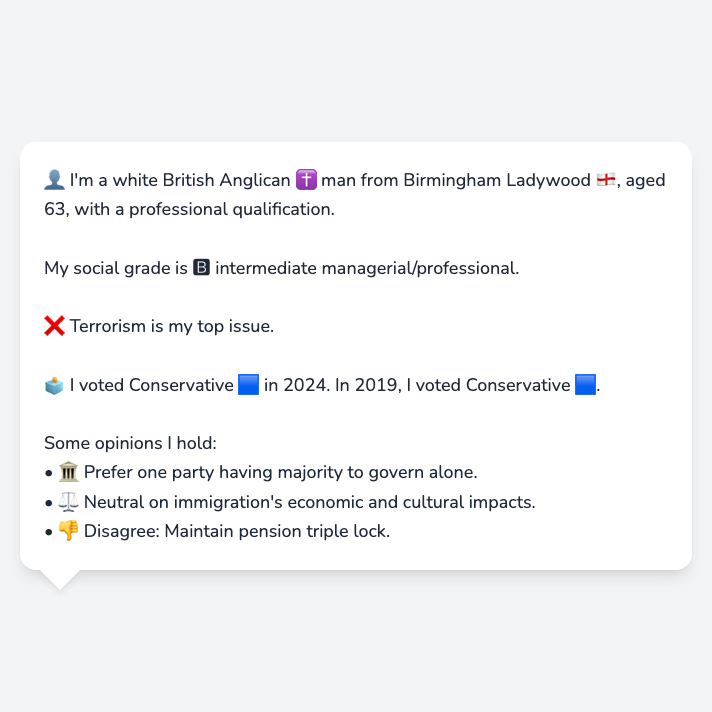 👤 I'm a white British Anglican ✝️ man from Birmingham Ladywood 🏴󠁧󠁢󠁥󠁮󠁧󠁿, aged
63, with a professional qualification.
My social grade is 🅱 intermediate managerial/professional.
❌ Terrorism is my top issue.
🗳️ I voted Conservative 🟦 in 2024. In 2019, I voted Conservative 🟦.
Some opinions I hold:
• 🏛️ Prefer one party having majority to govern alone.
• ⚖️ Neutral on immigration's economic and cultural impacts.
• 👎 Disagree: Maintain pension triple lock.